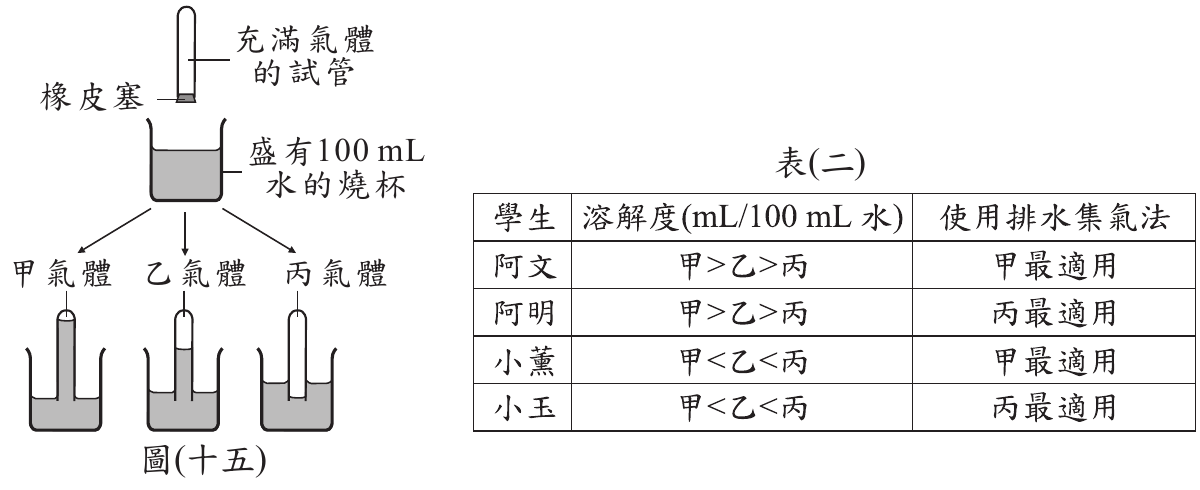 充滿氣體
的試管
橡皮塞
盛有100 mL
水的燒杯
甲氣體 乙氣體 丙氣體
圖(十五)
表(二)
學生 溶解度(mL/100 mL 水) 使用排水集氣法
阿文 甲>乙>丙 甲最適用
阿明 甲>乙>丙 丙最適用
小薰 甲<乙<丙 甲最適用
小玉 甲<乙<丙 丙最適用